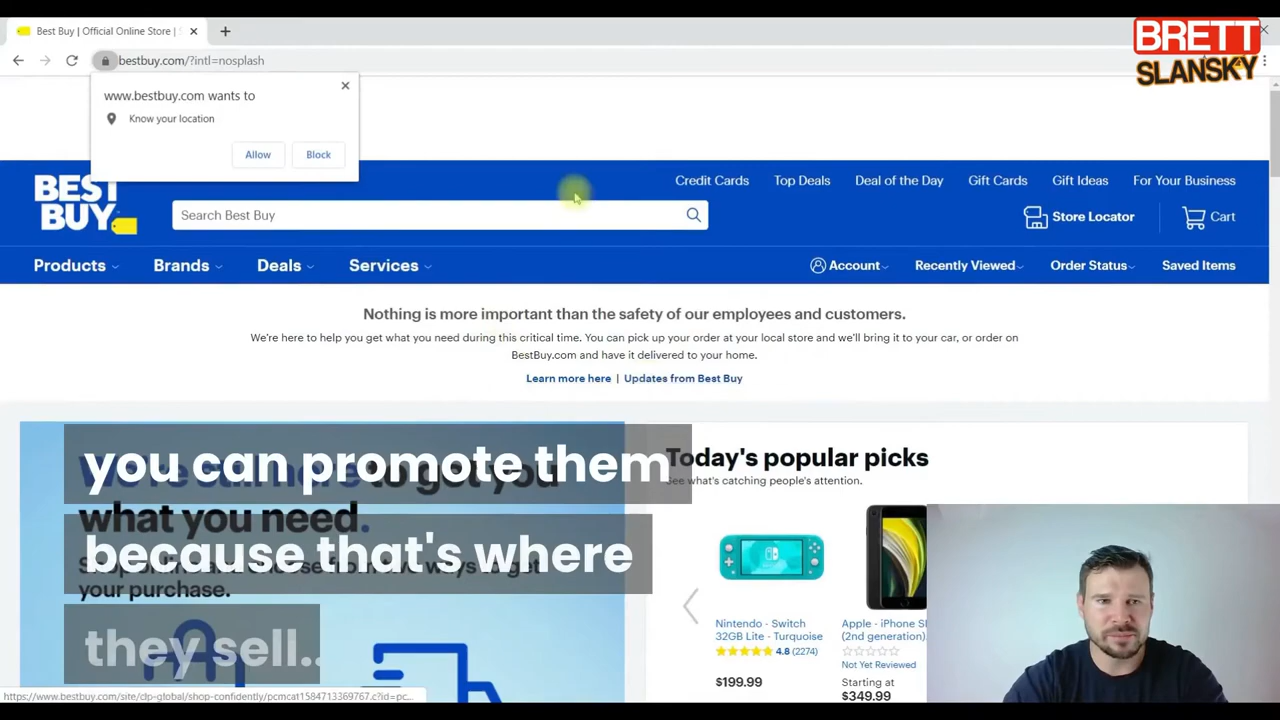 Best Buy | Official Online Store |
BRETT
SLANSKY
bestbuy.com/?intl=nosplash
www.bestbuy.com wants to
Know your location
Allow Block
BEST
BUY
Search Best Buy
Credit Cards Top Deals Deal of the Day Gift Cards Gift Ideas For Your Business
Store Locator Cart
Products Brands Deals Services Account Recently Viewed Order Status Saved Items
Nothing is more important than the safety of our employees and customers.
We're here to help you get what you need during this critical time. You can pick up your order at your local store and we'll bring it to your car, or order on
BestBuy.com and have it delivered to your home.
Learn more here | Updates from Best Buy
you can promote them
because that's where
they sell..
what you need.
your purchase.
Today's popular picks
See what's catching people's attention.
Nintendo - Switch
32GB Lite - Turquoise
4.8 (2274)
$199.99
Apple - iPhone S
(2nd generation)
Not Yet Reviewed
Starting at
$349.99
https://www.bestbuy.com/site/clp-global/shop-confidently/pcmcat1584713369767.c?id=pc...